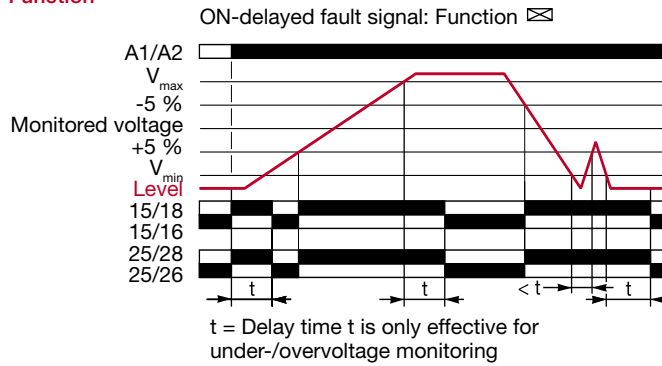 ON-delayed fault signal: Function
A1/A2
Vmax
-5 %
Monitored voltage
+5 %
Vmin
Level
15/18
15/16
25/28
25/26
t t < t t
t = Delay time t is only effective for
under-/overvoltage monitoring